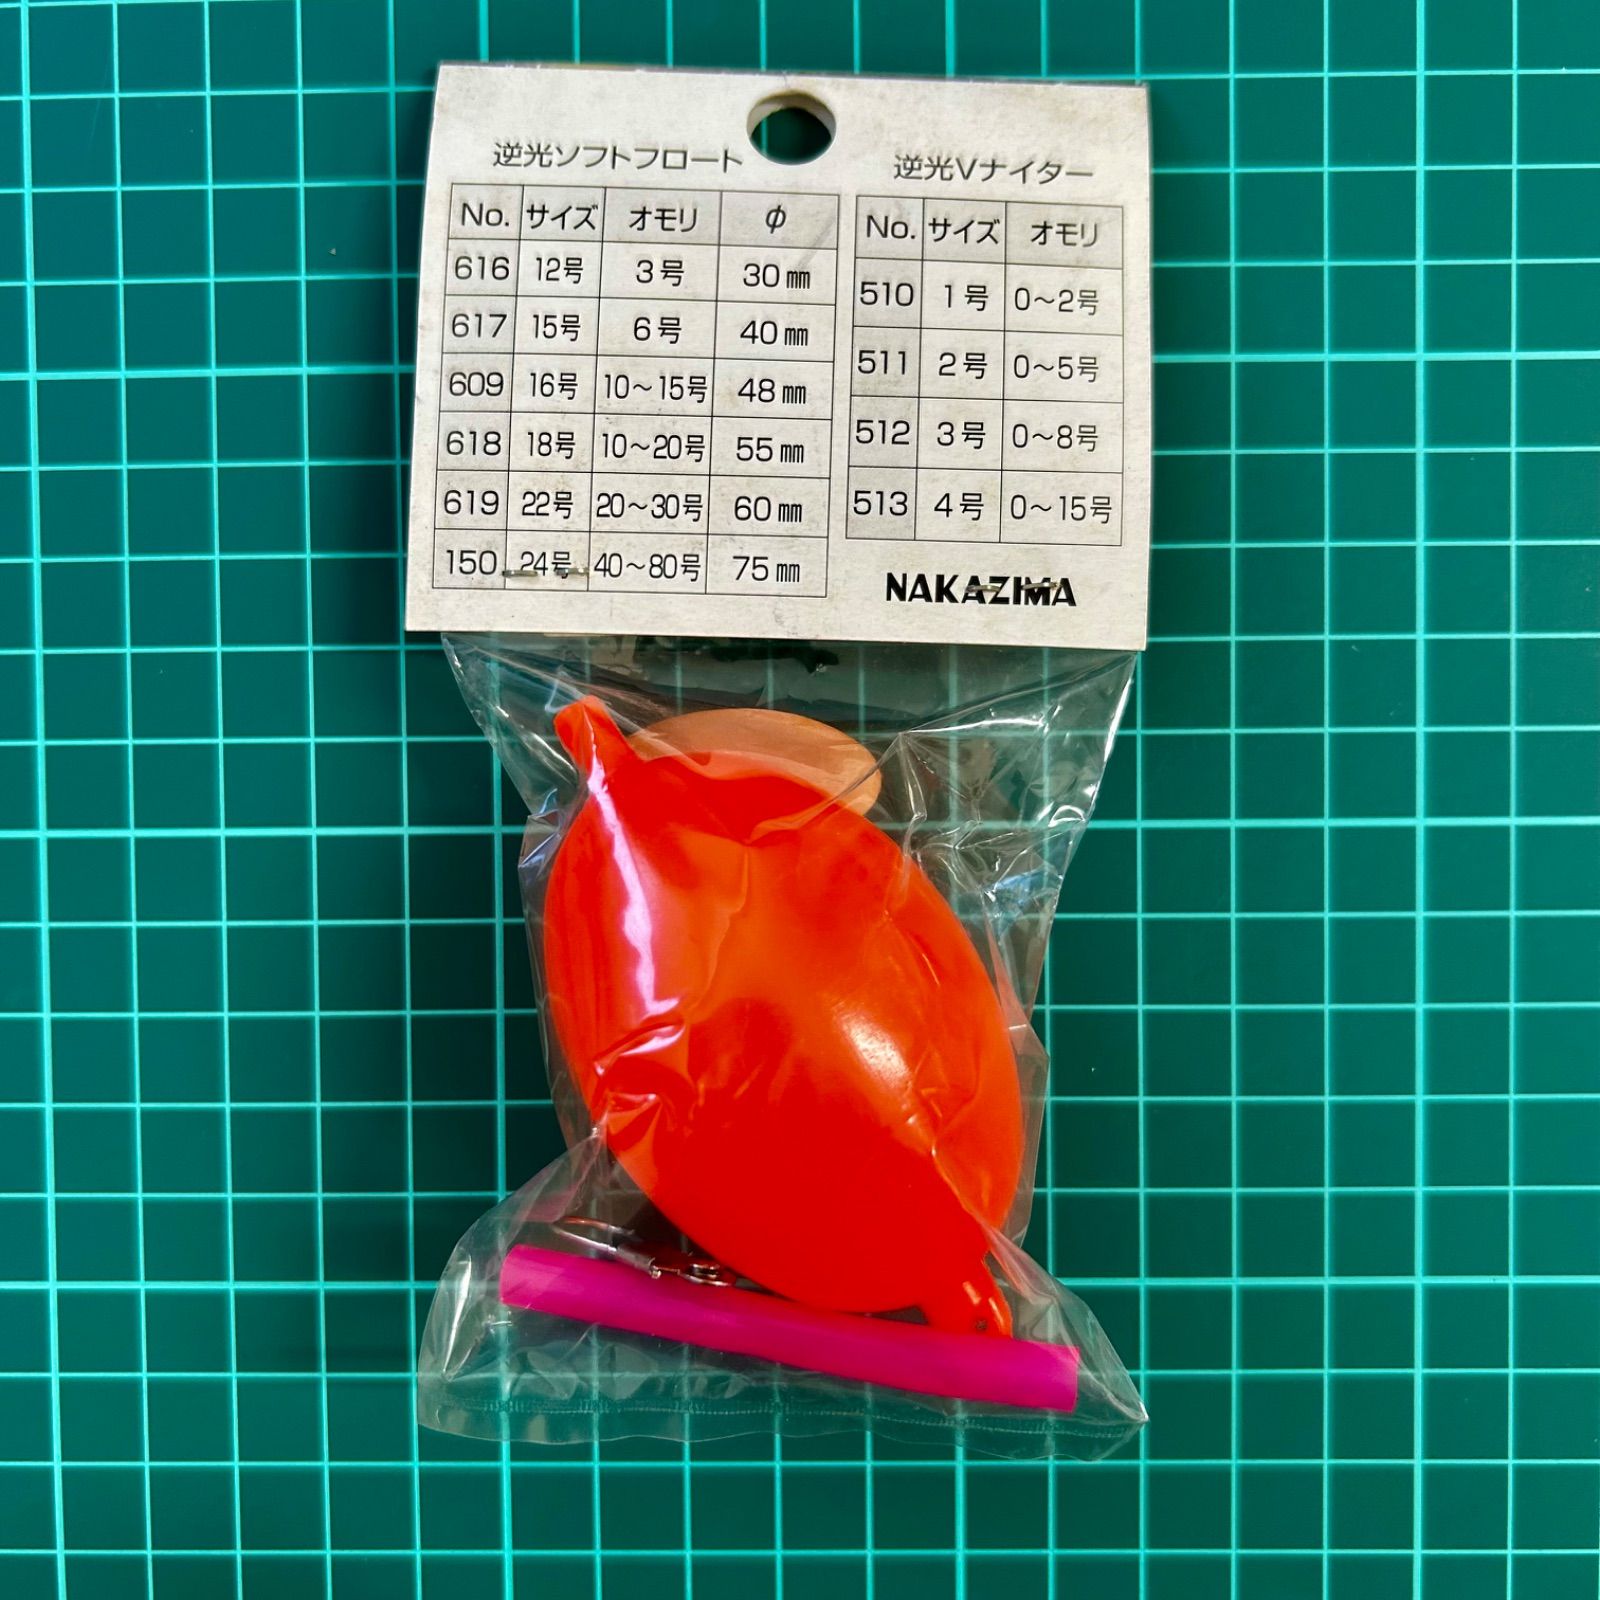 逆光ソフトフロート
No. サイズ オモリ φ
616 12号 3号 30㎜
617 15号 6号 40㎜
609 16号 10〜15号 48㎜
618 18号 10〜20号 55㎜
619 22号 20〜30号 60㎜
150 24号 40〜80号 75㎜
逆光Vナイター
No. サイズ オモリ
510 1号 0〜2号
511 2号 0〜5号
512 3号 0〜8号
513 4号 0〜15号
NAKAZIMA